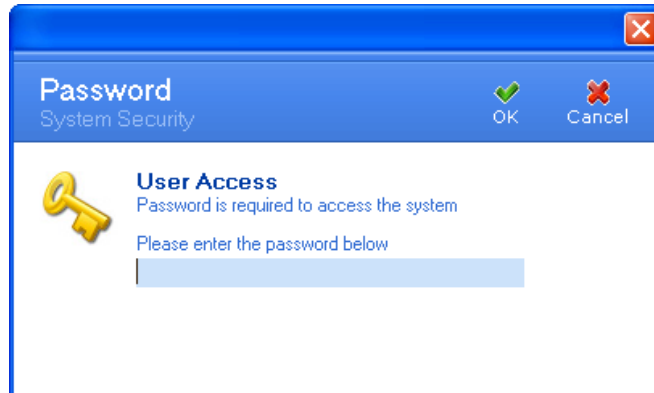 Password
System Security
OK
Cancel
User Access
Password is required to access the system
Please enter the password below